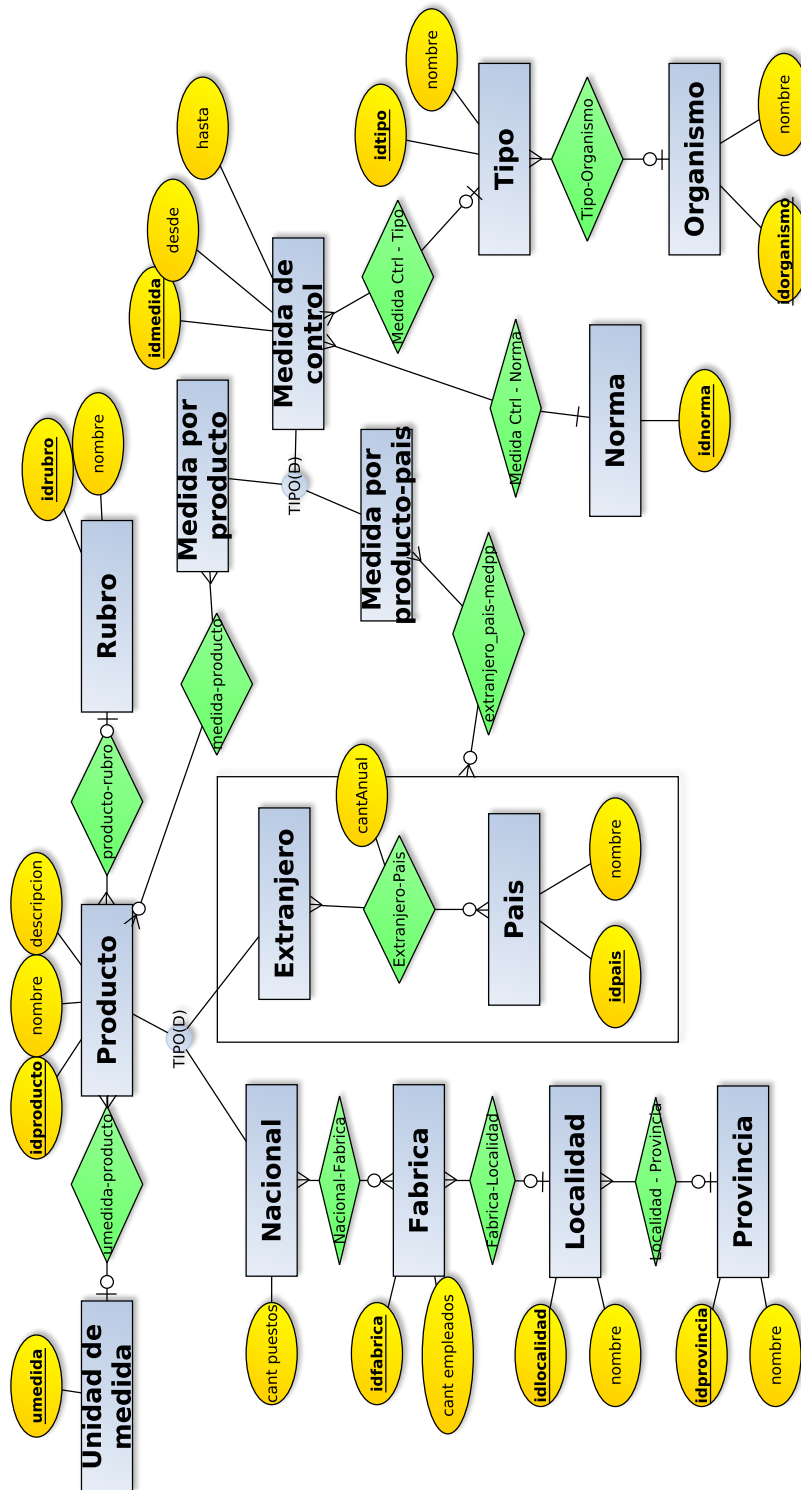 umedida
Unidad de
medida
umedida-producto
idproducto
nombre
descripcion
Producto
producto-rubro
Rubro
idrubro
nombre
TIPO(D)
medida-producto
Medida por
producto
idmedida
desde
hasta
Medida de
control
TIPO(D)
Medida por
producto-pais
Medida Ctrl - Tipo
idtipo
nombre
Tipo
Tipo-Organismo
Organismo
idorganismo
nombre
Medida Ctrl - Norma
Norma
idnorma
extranjero_pais-medpp
Extranjero
cantAnual
Extranjero-Pais
Pais
idpais
nombre
Nacional
cant puestos
Nacional-Fabrica
Fabrica
idfabrica
cant empleados
Fabrica-Localidad
Localidad
idlocalidad
nombre
Localidad - Provincia
Provincia
idprovincia
nombre